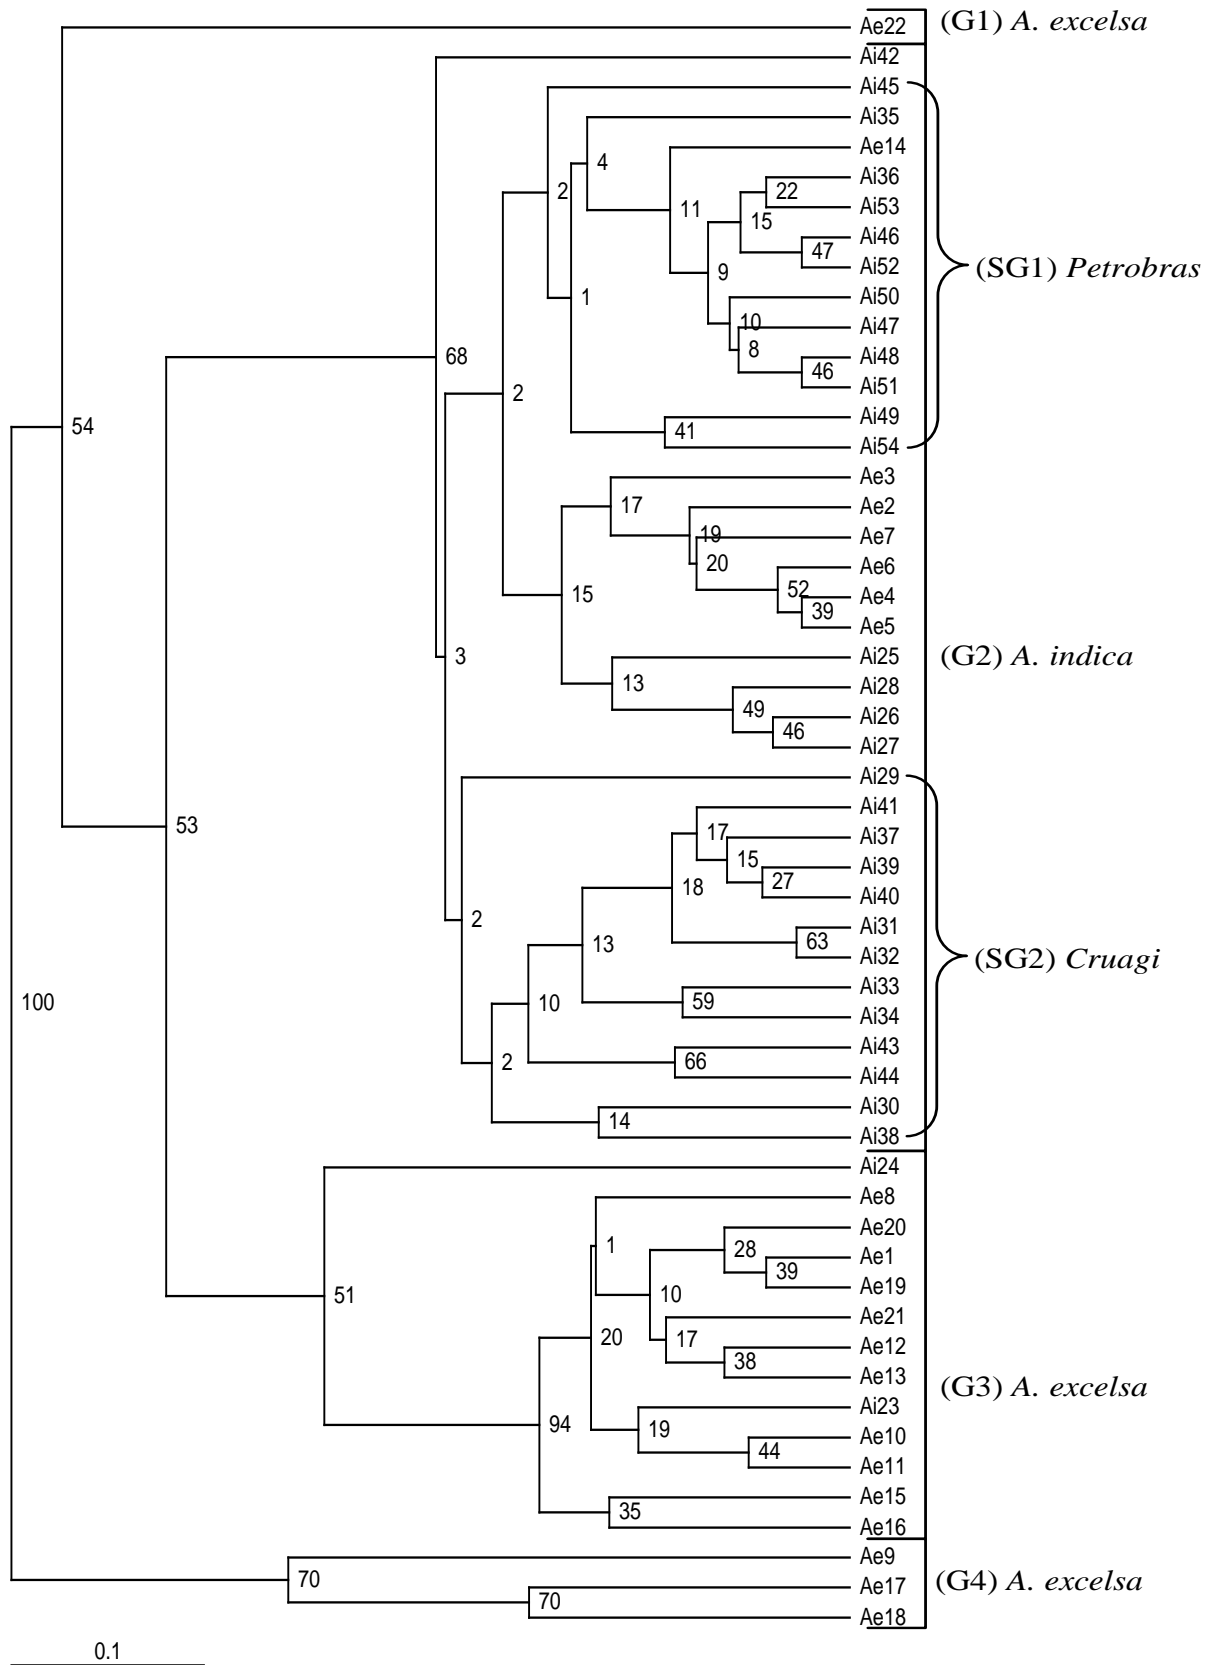 Ae22
(G1) A. excelsa
Ai42
Ai45
Ai35
4
Ae14
Ai36
22
2
11
Ai53
15
Ai46
47
Ai52
(SG1) Petrobras
9
1
Ai50
10
Ai47
8
Ai48
68
46
Ai51
2
Ai49
54
41
Ai54
Ae3
17
Ae2
19
Ae7
20
Ae6
52
15
Ae4
39
Ae5
3
Ai25
(G2) A. indica
13
Ai28
49
Ai26
46
Ai27
Ai29
Ai41
53
17
Ai37
15
Ai39
18
27
Ai40
2
Ai31
13
63
Ai32
(SG2) Cruagi
Ai33
100
10
59
Ai34
Ai43
2
66
Ai44
Ai30
14
Ai38
Ai24
Ae8
Ae20
1
28
Ae1
39
Ae19
51
10
Ae21
20
17
Ae12
38
Ae13
(G3) A. excelsa
Ai23
94
19
Ae10
44
Ae11
Ae15
35
Ae16
Ae9
70
(G4) A. excelsa
Ae17
70
Ae18
0.1